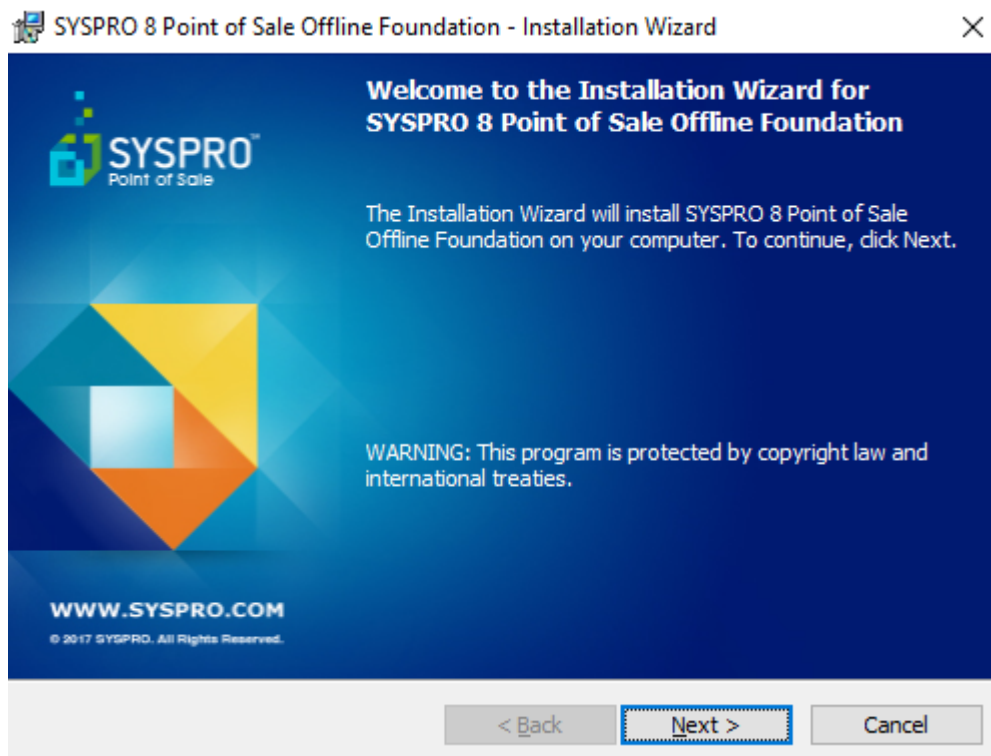 SYSPRO 8 Point of Sale Offline Foundation - Installation Wizard
SYSPRO™
Point of Sale
Welcome to the Installation Wizard for
SYSPRO 8 Point of Sale Offline Foundation
The Installation Wizard will install SYSPRO 8 Point of Sale
Offline Foundation on your computer. To continue, click Next.
WARNING: This program is protected by copyright law and
international treaties.
WWW.SYSPRO.COM
© 2017 SYSPRO. All Rights Reserved.
< Back
Next >
Cancel